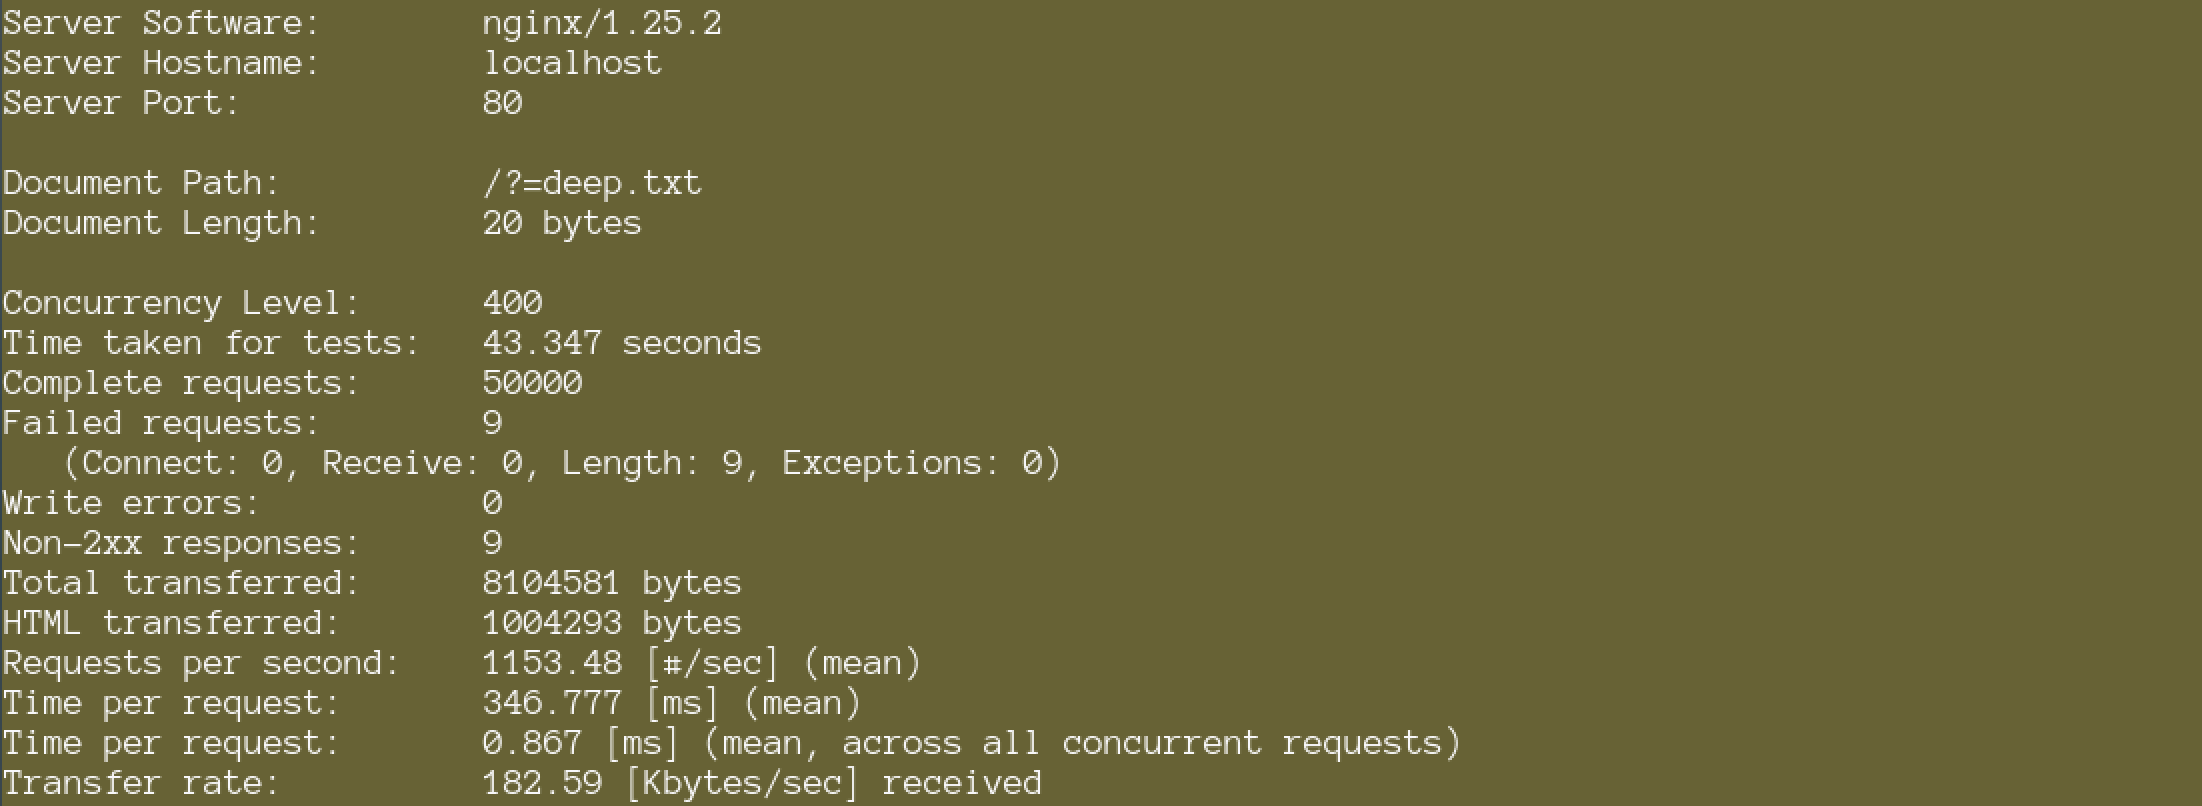 Server Software:        nginx/1.25.2
Server Hostname:        localhost
Server Port:            80

Document Path:          /?=deep.txt
Document Length:        20 bytes

Concurrency Level:      400
Time taken for tests:   43.347 seconds
Complete requests:      50000
Failed requests:        9
   (Connect: 0, Receive: 0, Length: 9, Exceptions: 0)
Write errors:           0
Non-2xx responses:      9
Total transferred:      8104581 bytes
HTML transferred:       1004293 bytes
Requests per second:    1153.48 [#/sec] (mean)
Time per request:       346.777 [ms] (mean)
Time per request:       0.867 [ms] (mean, across all concurrent requests)
Transfer rate:          182.59 [Kbytes/sec] received